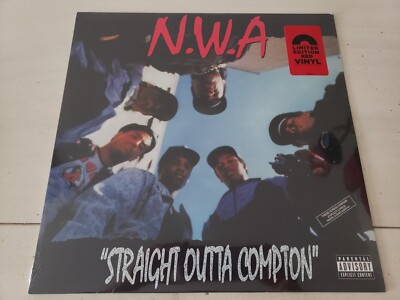 N.W.A
LIMITED
EDITION
RED
VINYL
"STRAIGHT OUTTA COMPTON"
PARENTAL
ADVISORY
EXPLICIT CONTENT